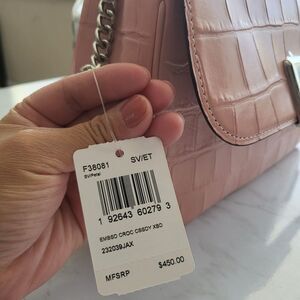 F38081 SV/ET
SV/Petal
1 92643 60279 3
EMBSD CROC CSSDY XBD
232039JAX
MFSRP $450.00